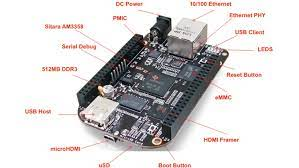 DC Power
10/100 Ethernet
PMIC
Ethernet PHY
Sitara AM3358
USB Client
Serial Debug
LEDS
512MB DDR3
Reset Button
eMMC
USB Host
HDMI Framer
microHDMI
uSD
Boot Button